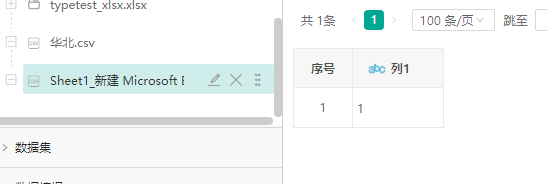 typetest_xlsx.xlsx
华北.csv
Sheet1_新建 Microsoft E
数据集
共 1条
1
100 条/页
跳至
序号
abc 列1
1
1